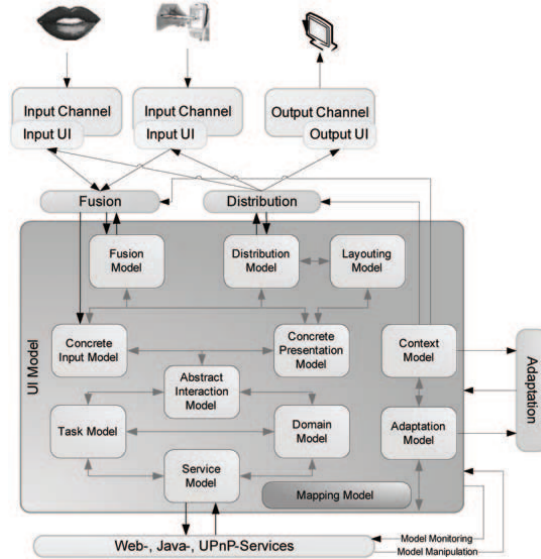 Input Channel
Input UI
Input Channel
Input UI
Output Channel
Output UI
Fusion
Distribution
Fusion
Model
Distribution
Model
Layouting
Model
Concrete
Input Model
Concrete
Presentation
Model
Context
Model
Abstract
Interaction
Model
Task Model
Domain
Model
Adaptation
Model
Service
Model
Mapping Model
UI Model
Adaptation
Web-, Java-, UPnP-Services
Model Monitoring
Model Manipulation